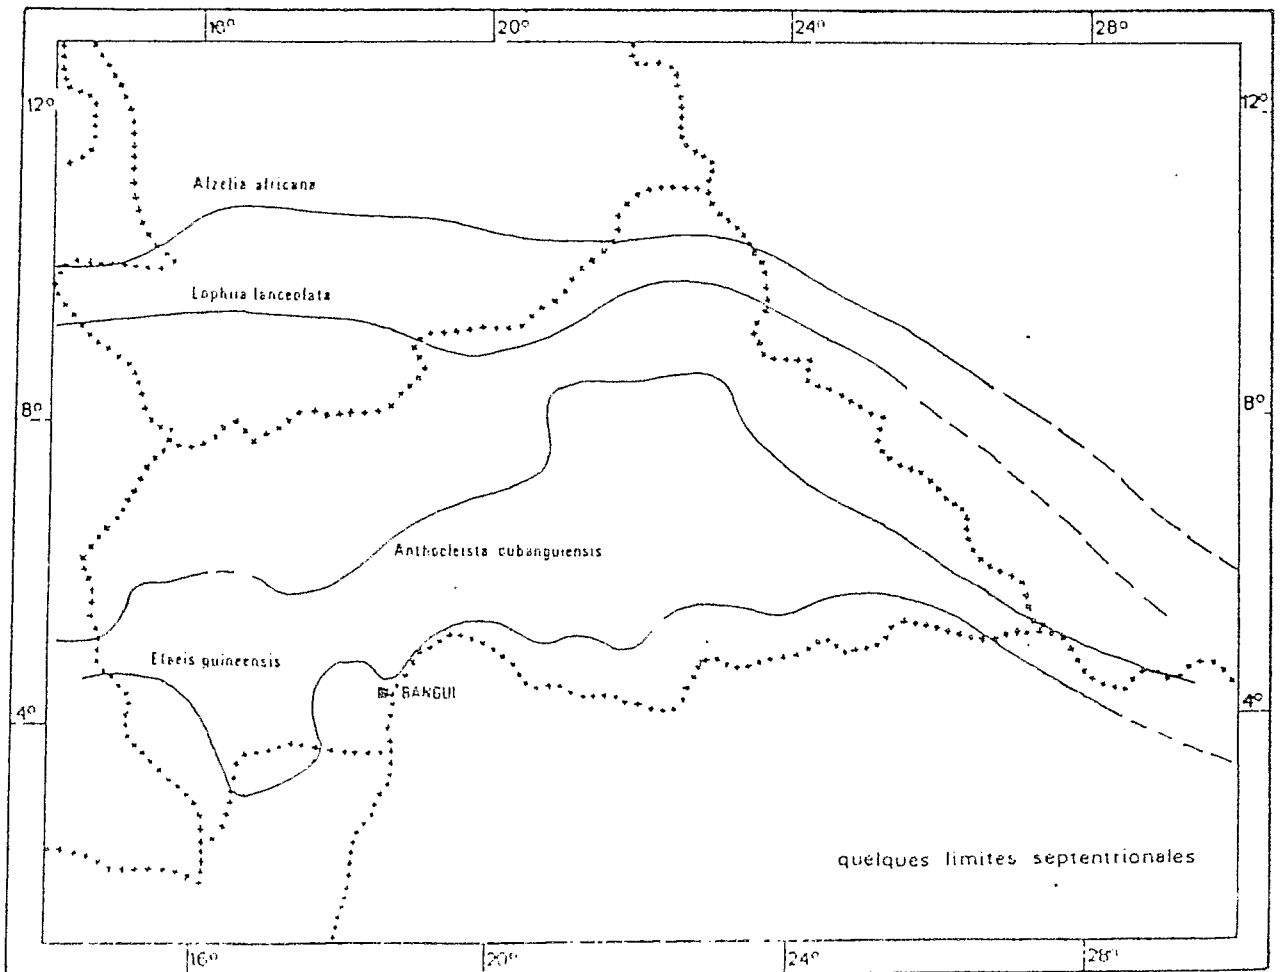 16°
20°
24°
28°
12°
12°
Afzelia africana
Lophira lanceolata
8°
8°
Anthocleista cubanguiensis
Elaeis guineensis
BANGUI
4°
4°
quelques limites septentrionales
16°
20°
24°
28°